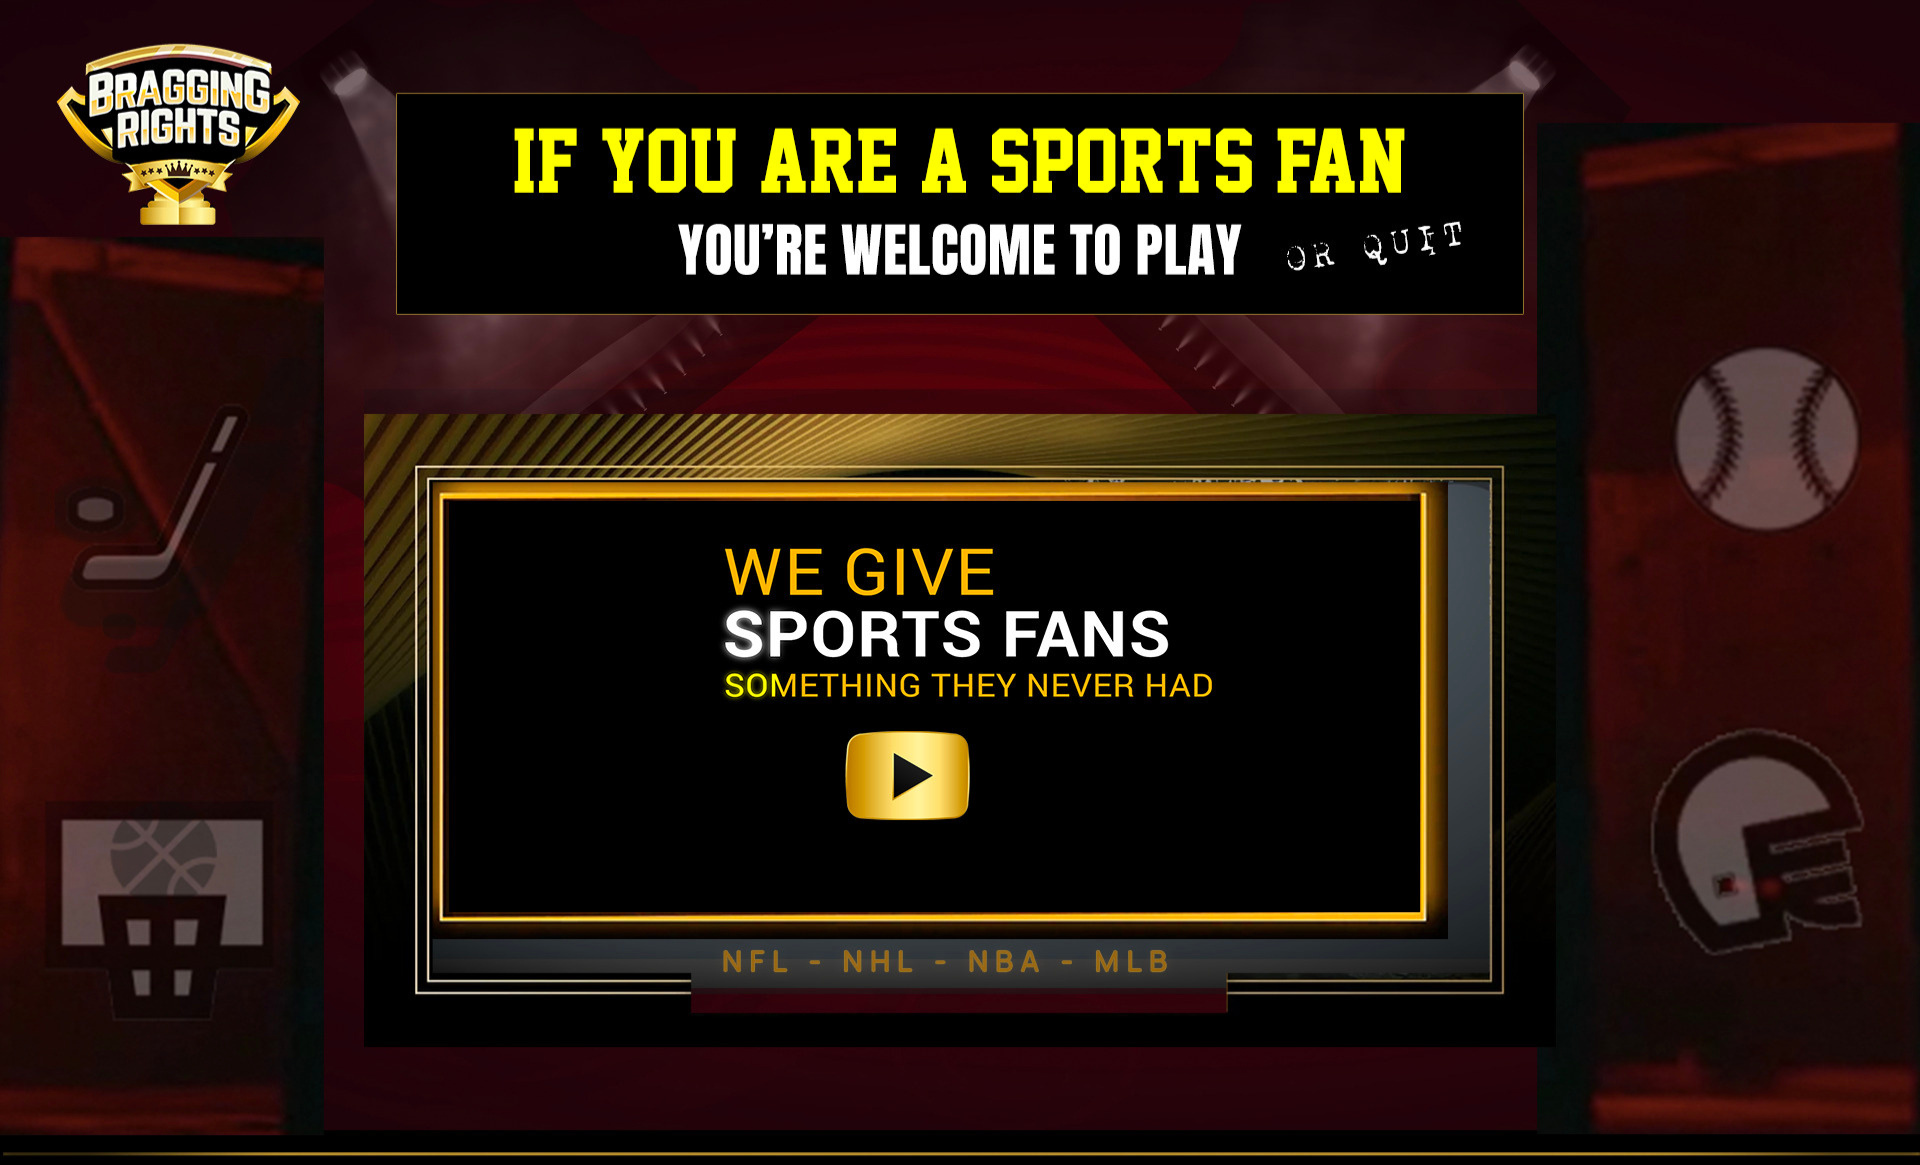 BRAGGING
RIGHTS
IF YOU ARE A SPORTS FAN
YOU'RE WELCOME TO PLAY OR QUIT
WE GIVE
SPORTS FANS
SOMETHING THEY NEVER HAD
NFL - NHL - NBA - MLB